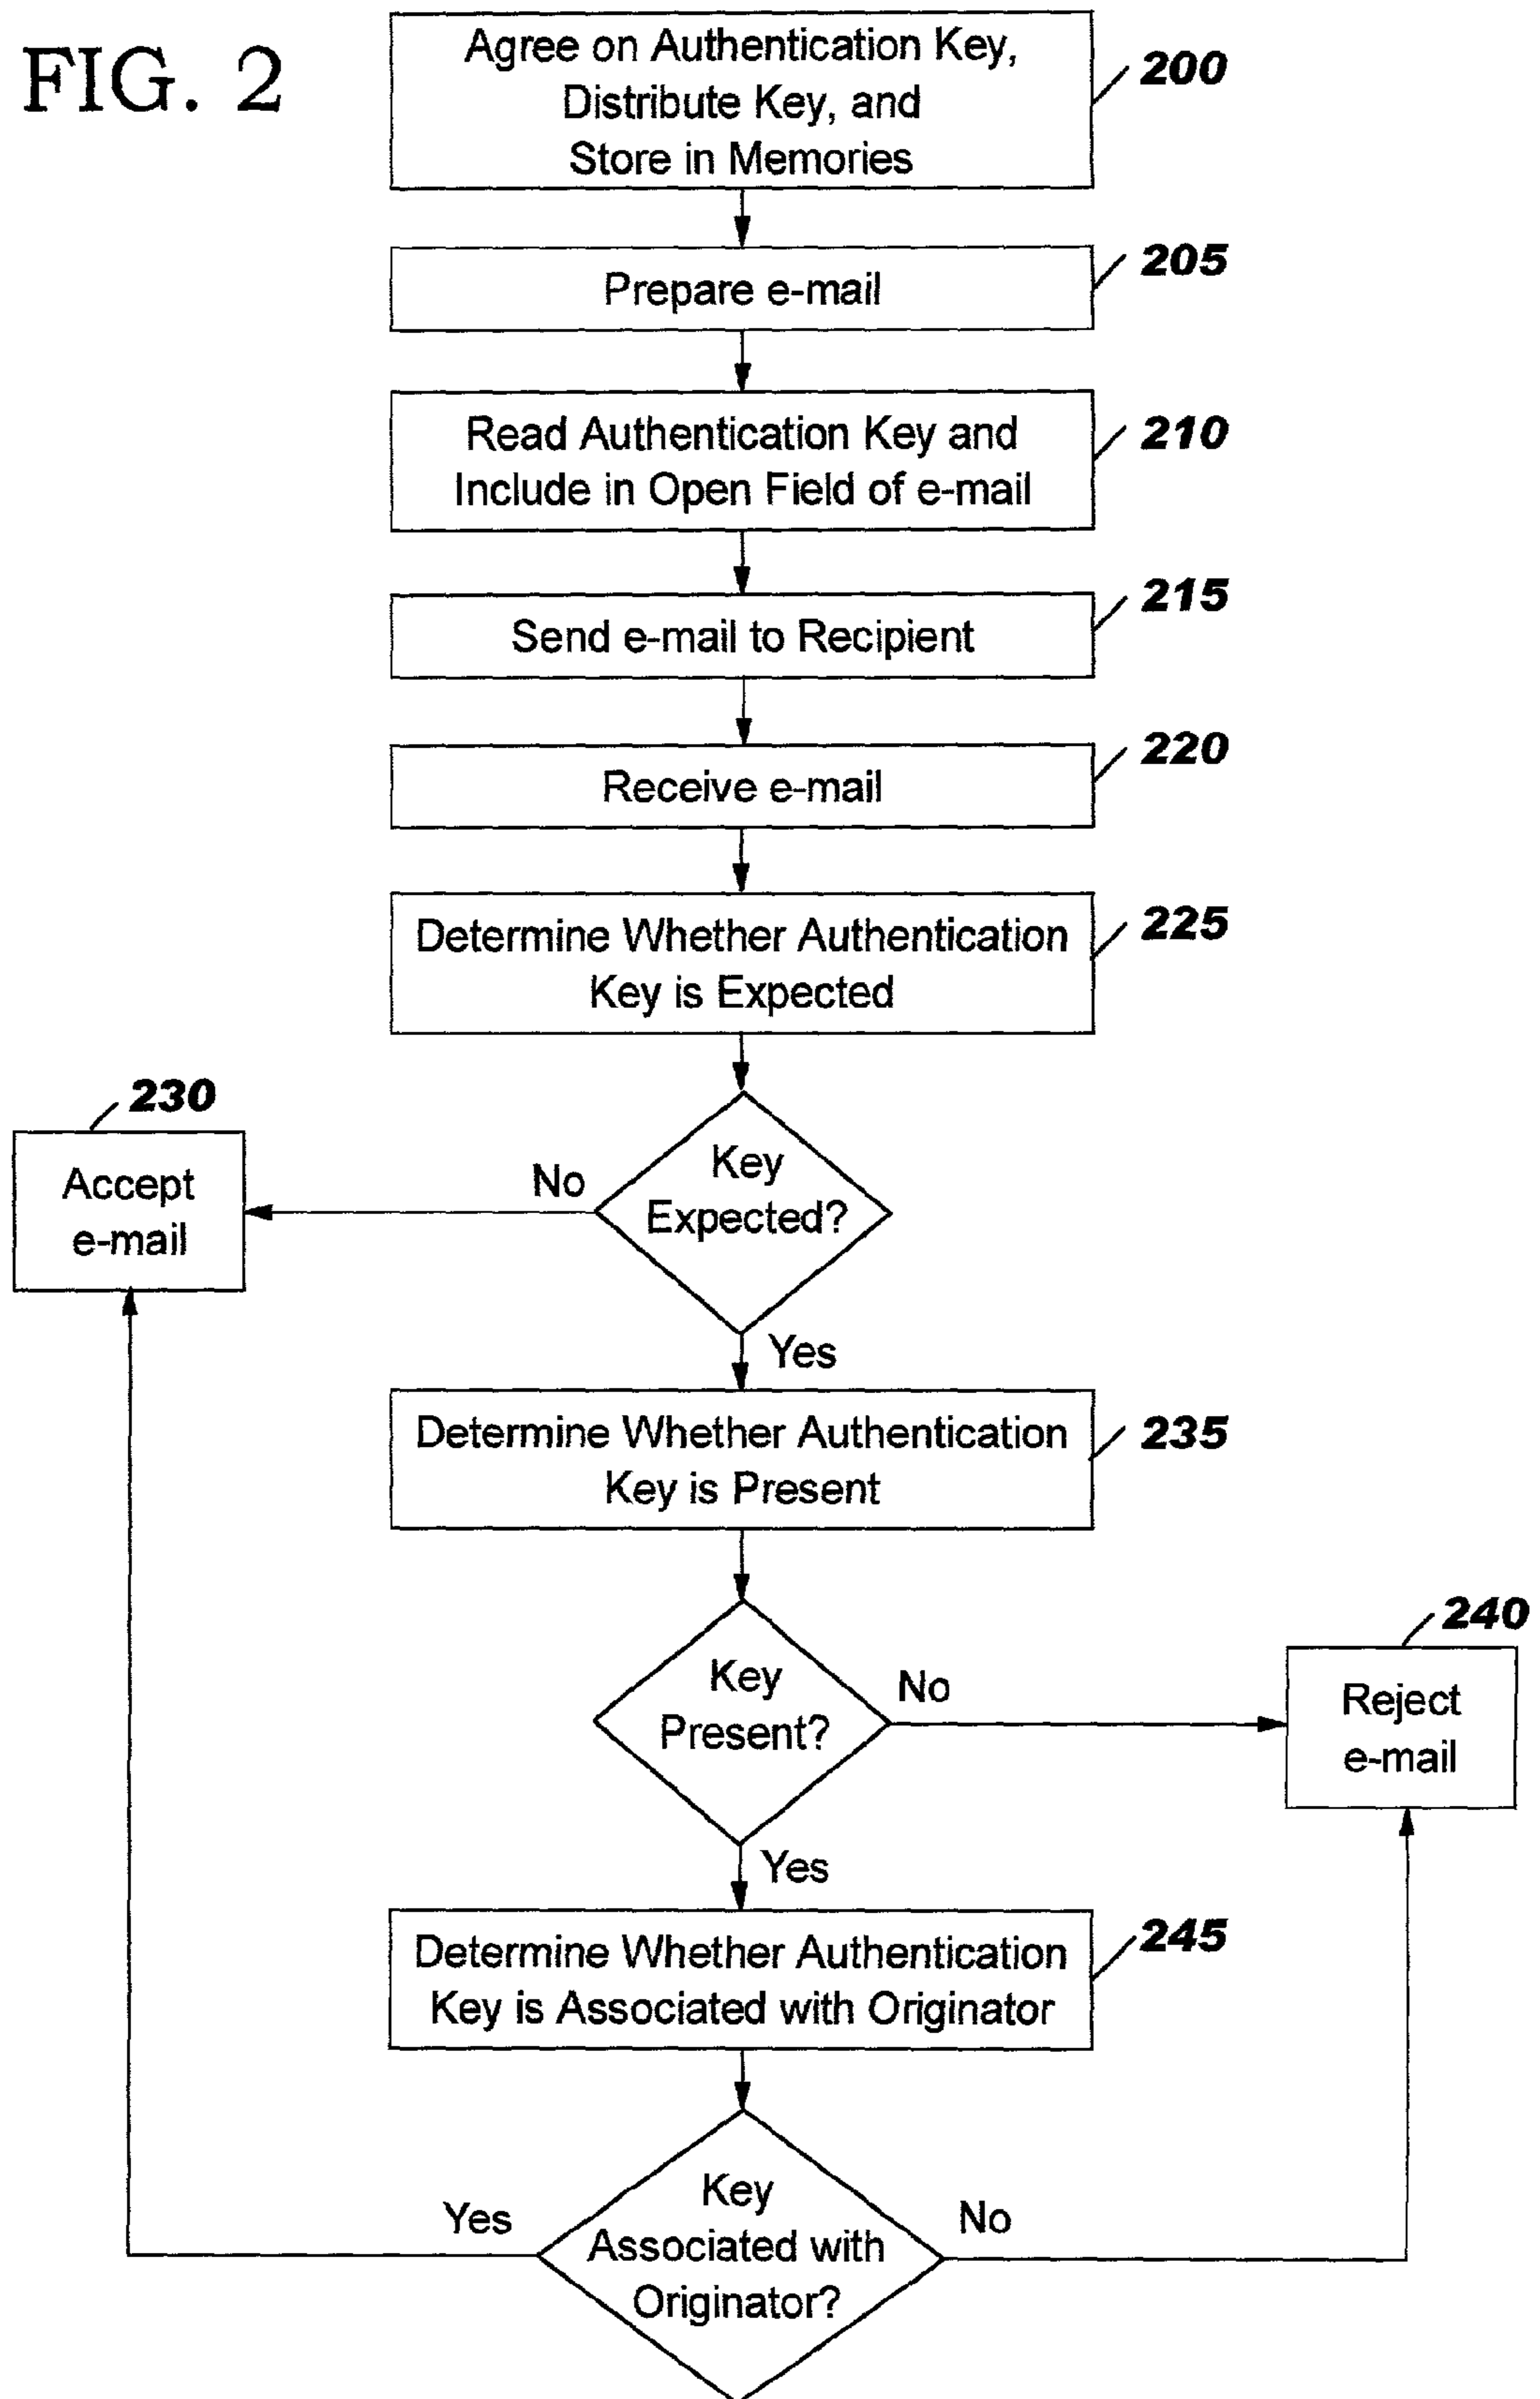 FIG. 2
Agree on Authentication Key,
Distribute Key, and
Store in Memories
200
Prepare e-mail
205
Read Authentication Key and
Include in Open Field of e-mail
210
Send e-mail to Recipient
215
Receive e-mail
220
Determine Whether Authentication
Key is Expected
225
230
Accept
e-mail
No
Key
Expected?
Yes
Determine Whether Authentication
Key is Present
235
Key
Present?
No
240
Reject
e-mail
Yes
Determine Whether Authentication
Key is Associated with Originator
245
Yes
Key
Associated with
Originator?
No